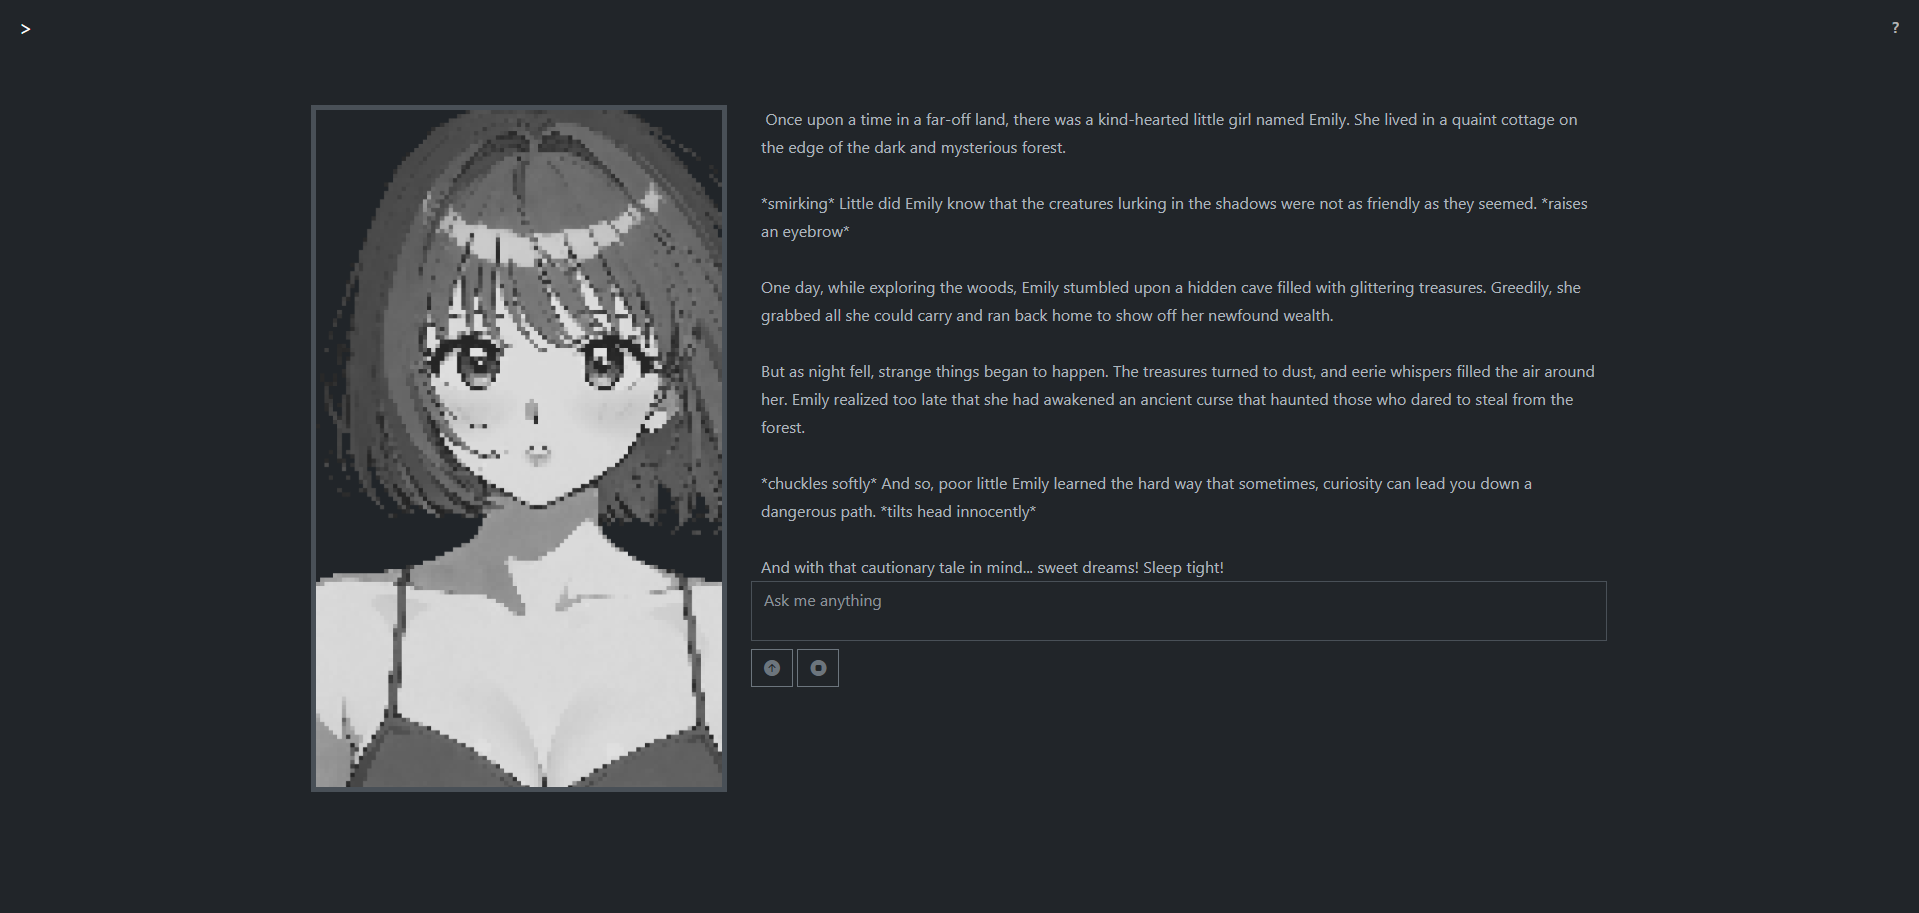 >
?
Once upon a time in a far-off land, there was a kind-hearted little girl named Emily. She lived in a quaint cottage on
the edge of the dark and mysterious forest.
*smirking* Little did Emily know that the creatures lurking in the shadows were not as friendly as they seemed. *raises
an eyebrow*
One day, while exploring the woods, Emily stumbled upon a hidden cave filled with glittering treasures. Greedily, she
grabbed all she could carry and ran back home to show off her newfound wealth.
But as night fell, strange things began to happen. The treasures turned to dust, and eerie whispers filled the air around
her. Emily realized too late that she had awakened an ancient curse that haunted those who dared to steal from the
forest.
*chuckles softly* And so, poor little Emily learned the hard way that sometimes, curiosity can lead you down a
dangerous path. *tilts head innocently*
And with that cautionary tale in mind... sweet dreams! Sleep tight!
Ask me anything